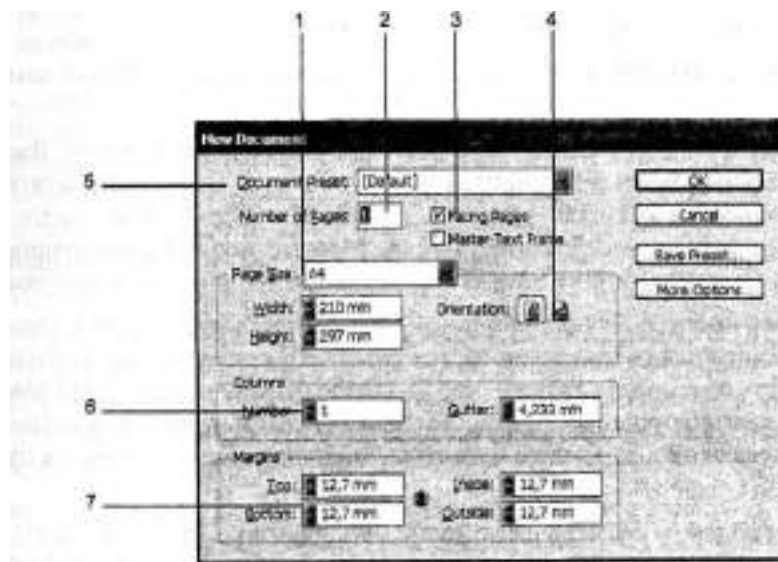 1 2 3 4
New Document
5
Document Preset: [Default]
OK
Number of Pages: 1
Facing Pages
Cancel
Master Text Frame
Save Preset...
Page Size: A4
More Options
Width: 210 mm
Orientation:
Height: 297 mm
Columns
6
Number: 1
Gutter: 4,233 mm
Margins
Top: 12,7 mm
Inside: 12,7 mm
7
Bottom: 12,7 mm
Outside: 12,7 mm